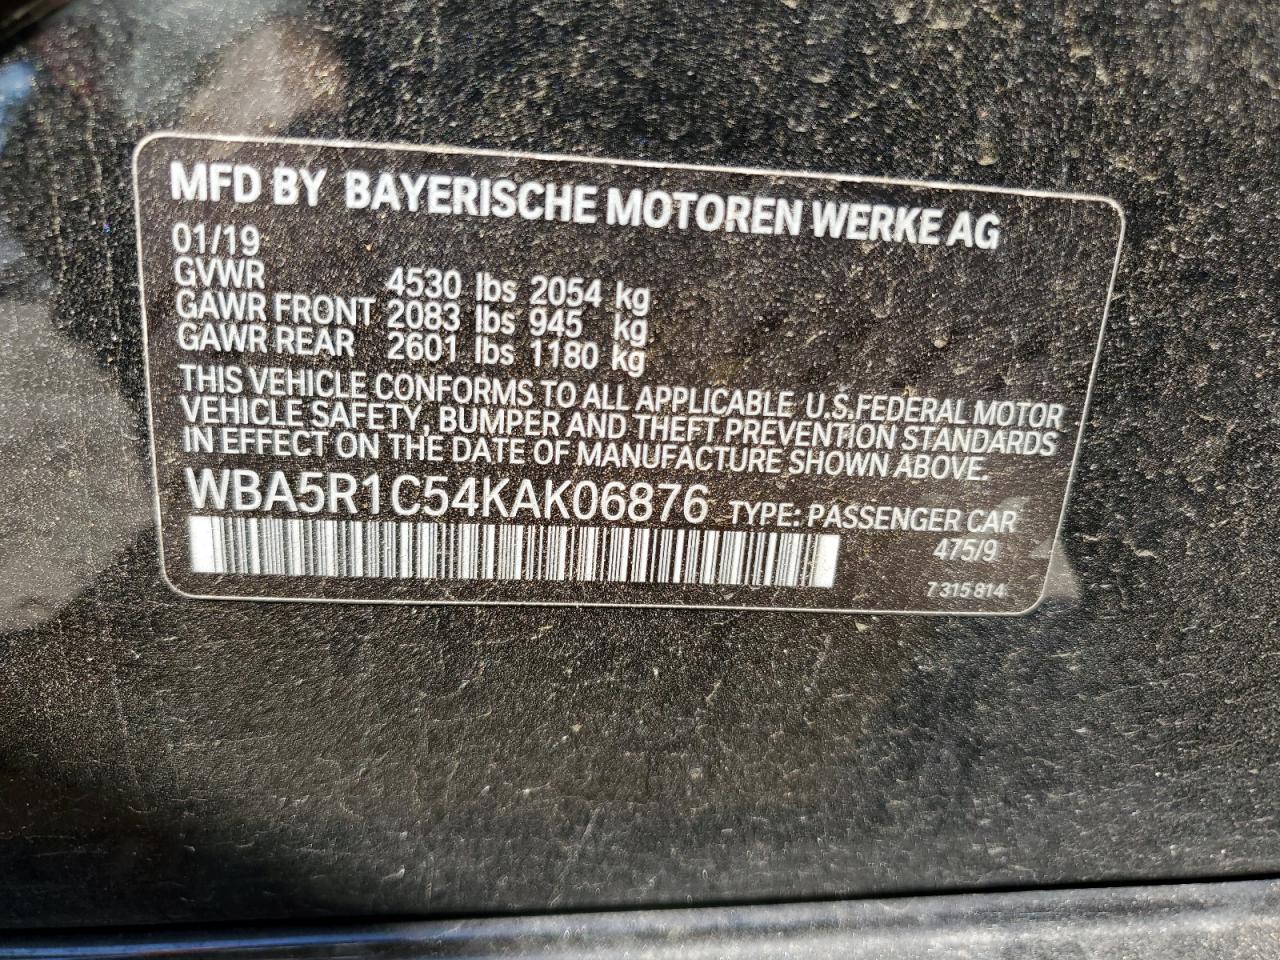 MFD BY BAYERISCHE MOTOREN WERKE AG
01/19
GVWR 4530 lbs 2054 kg
GAWR FRONT 2083 lbs 945 kg
GAWR REAR 2601 lbs 1180 kg
THIS VEHICLE CONFORMS TO ALL APPLICABLE U.S.FEDERAL MOTOR
VEHICLE SAFETY, BUMPER AND THEFT PREVENTION STANDARDS
IN EFFECT ON THE DATE OF MANUFACTURE SHOWN ABOVE.
WBA5R1C54KAK06876 TYPE: PASSENGER CAR
475/9
7 315 814